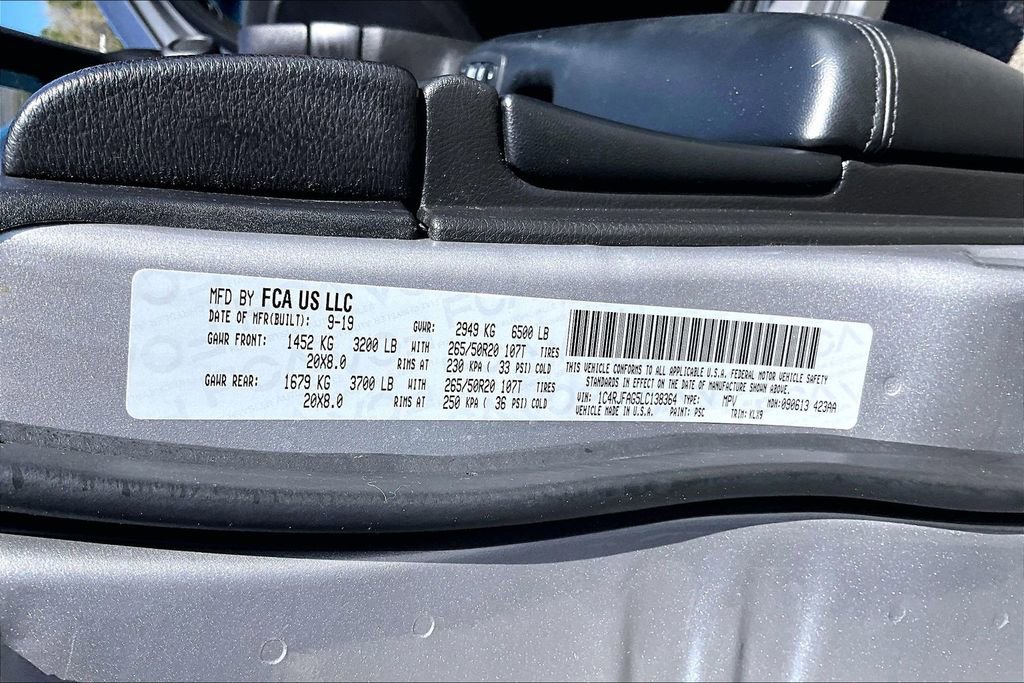 MFD BY FCA US LLC
DATE OF MFR(BUILT): 9-19 GVWR: 2949 KG 6500 LB
GAWR FRONT: 1452 KG 3200 LB WITH 265/50R20 107T TIRES
20X8.0 RIMS AT 230 KPA ( 33 PSI) COLD
GAWR REAR: 1679 KG 3700 LB WITH 265/50R20 107T TIRES
20X8.0 RIMS AT 250 KPA ( 36 PSI) COLD
THIS VEHICLE CONFORMS TO ALL APPLICABLE U.S.A. FEDERAL MOTOR VEHICLE SAFETY
STANDARDS IN EFFECT ON THE DATE OF MANUFACTURE SHOWN ABOVE.
VIN: 1C4RJFAG5LC138364 TYPE: MPV MDH: 090613 423AA
VEHICLE MADE IN U.S.A. PAINT: PSC TRIM: KLX9